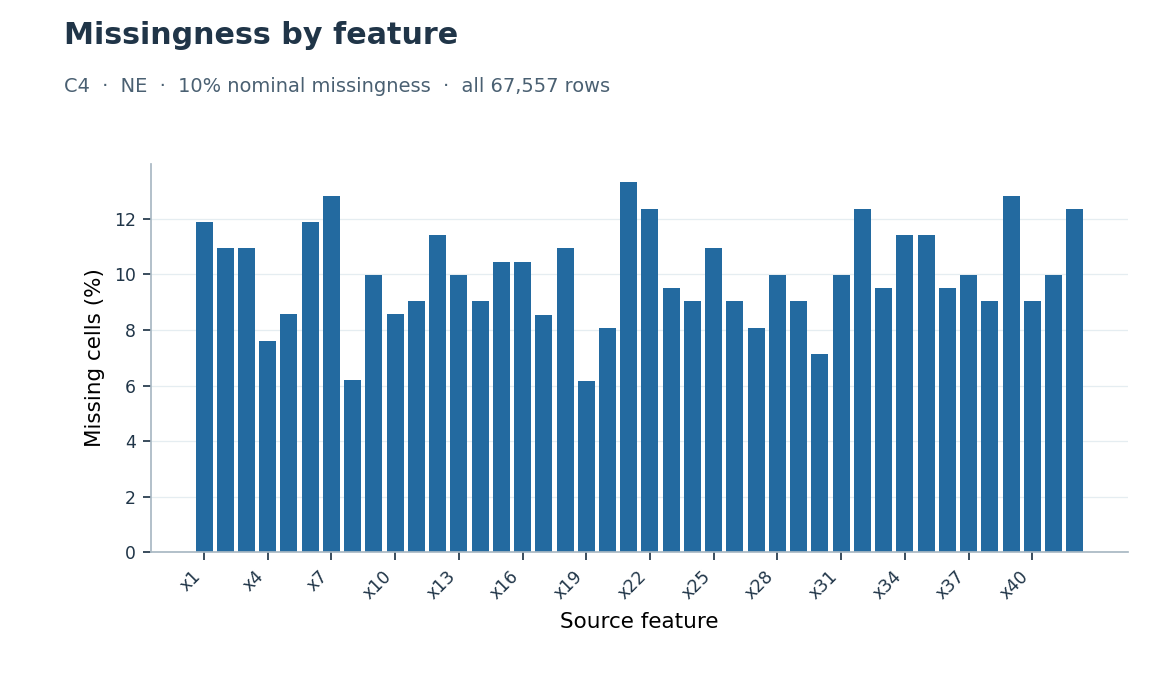 Missingness by feature
C4 · NE · 10% nominal missingness · all 67,557 rows
Missing cells (%)
12
10
8
6
4
2
0
x1 x4 x7 x10 x13 x16 x19 x22 x25 x28 x31 x34 x37 x40
Source feature